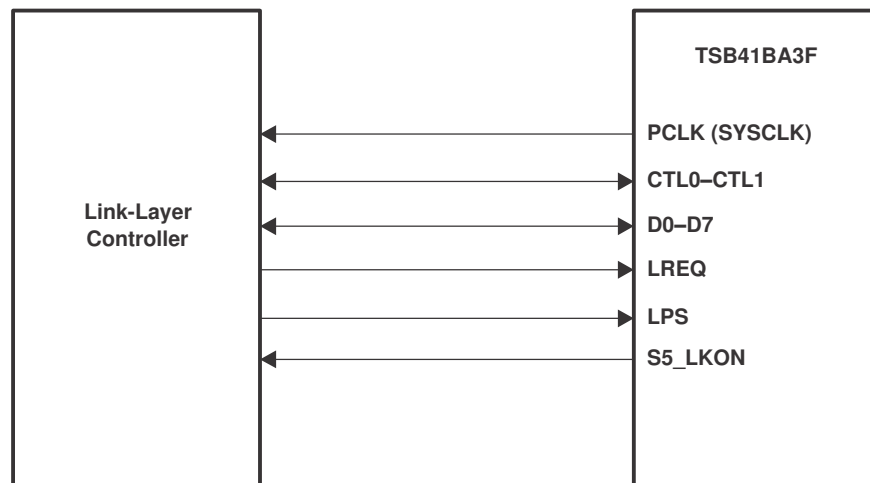 TSB41BA3F
PCLK (SYSCLK)
CTL0–CTL1
Link-Layer
Controller
D0–D7
LREQ
LPS
S5_LKON